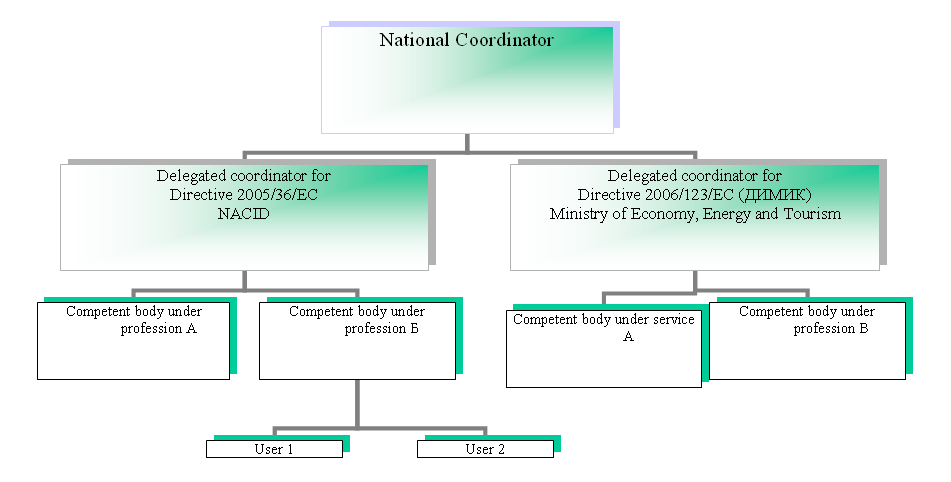 National Coordinator
Delegated coordinator for
Directive 2005/36/EC
NACID
Delegated coordinator for
Directive 2006/123/EC (ДИМИК)
Ministry of Economy, Energy and Tourism
Competent body under
profession A
Competent body under
profession Б
Competent body under service
A
Competent body under
profession B
User 1
User 2